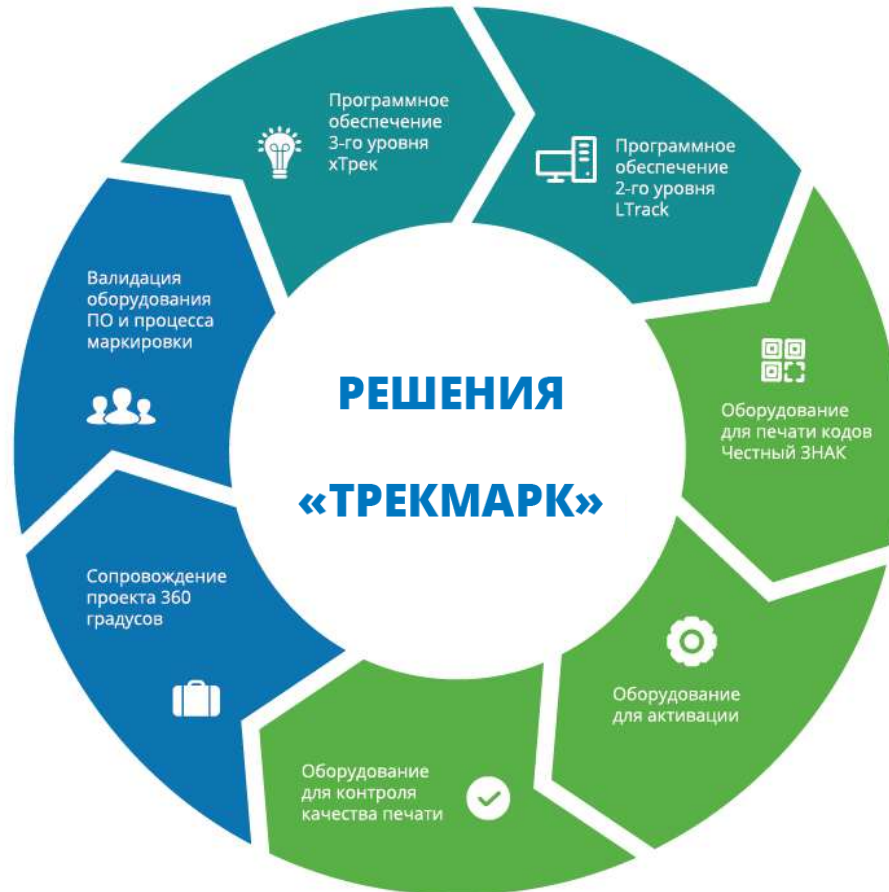 Программное
обеспечение
3-го уровня
хТрек
Программное
обеспечение
2-го уровня
LTrack
Валидация
оборудования
ПО и процесса
маркировки
РЕШЕНИЯ
«ТРЕКМАРК»
Оборудование
для печати кодов
Честный ЗНАК
Сопровождение
проекта 360
градусов
Оборудование
для активации
Оборудование
для контроля
качества печати